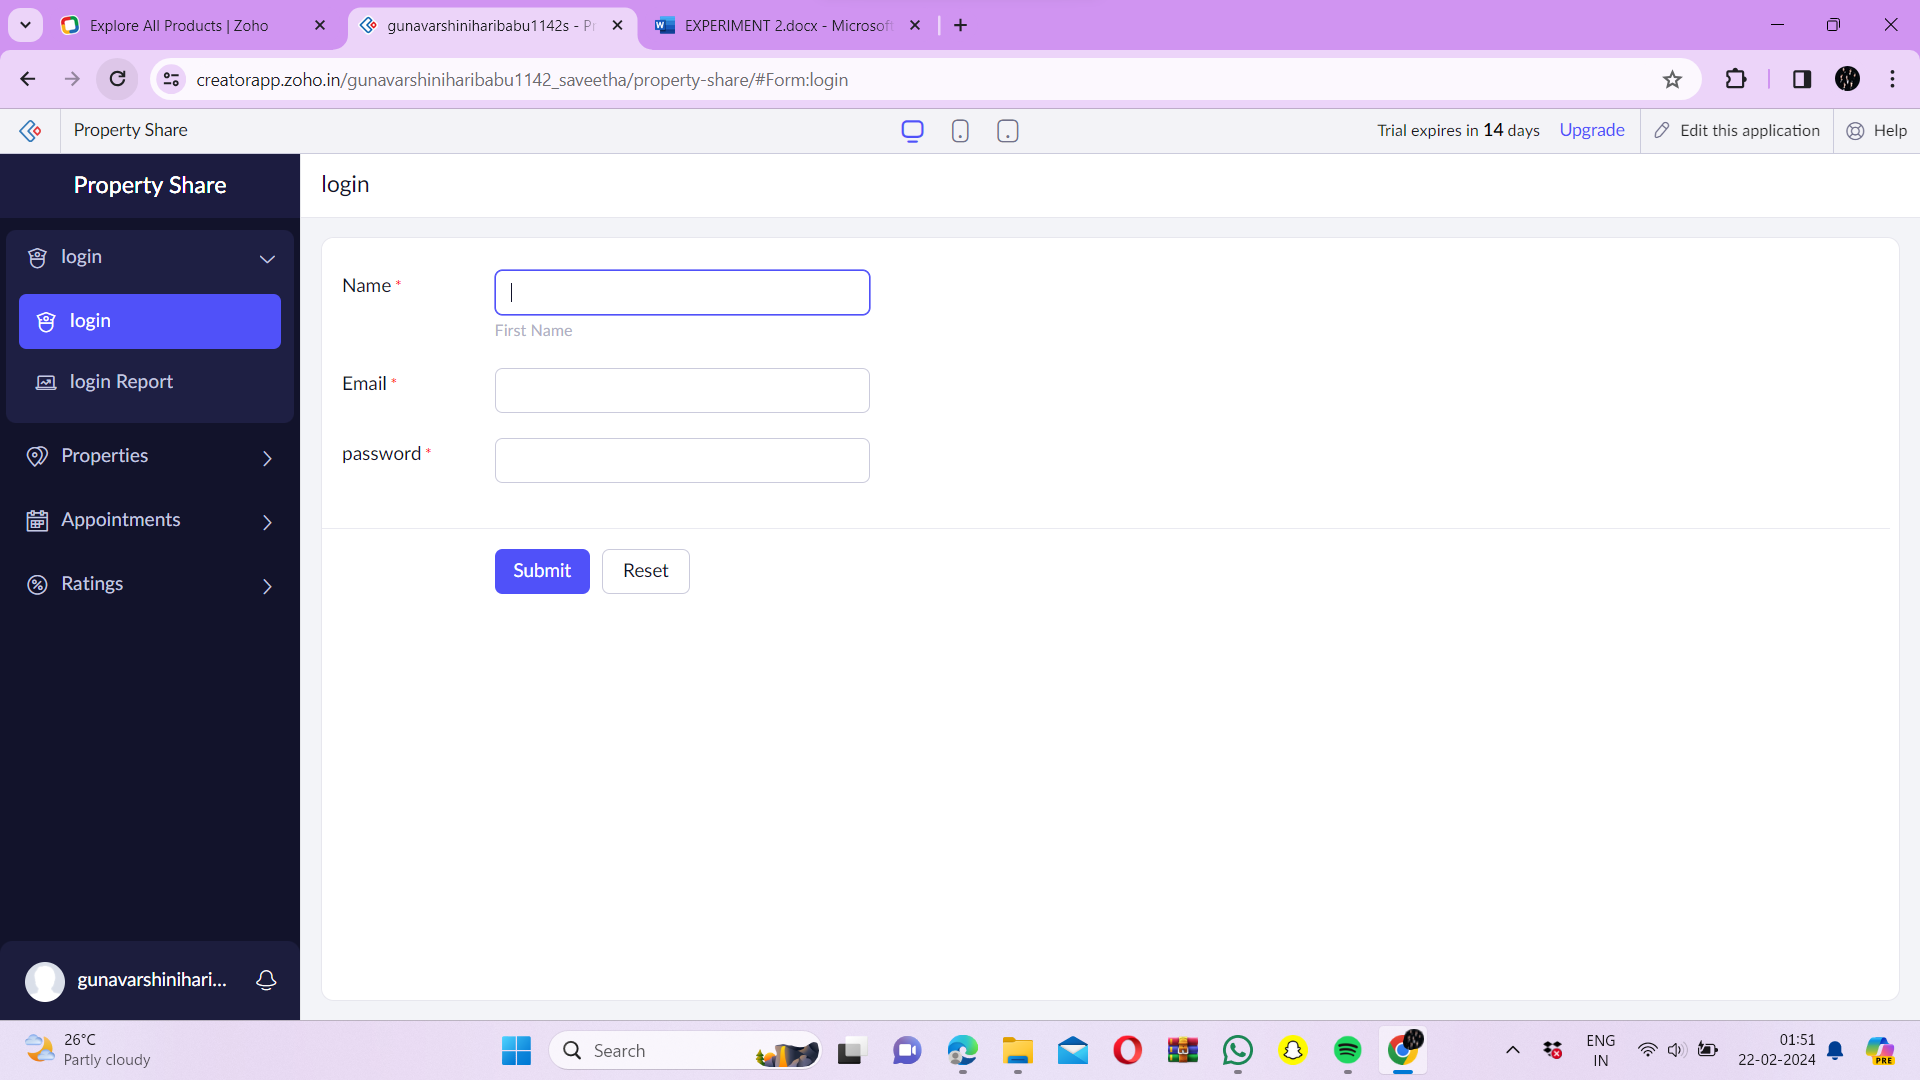 Explore All Products | Zoho
gunavarshiniharibabu1142s - Pr
EXPERIMENT 2.docx - Microsoft
creatorapp.zoho.in/gunavarshiniharibabu1142_saveetha/property-share/#Form:login
Property Share
Trial expires in 14 days
Upgrade
Edit this application
Help
Property Share
login
login
login
login Report
Properties
Appointments
Ratings
Name *
First Name
Email *
password *
Submit
Reset
gunavarshinihari...
26°C
Partly cloudy
Search
ENG
IN
01:51
22-02-2024
PRE